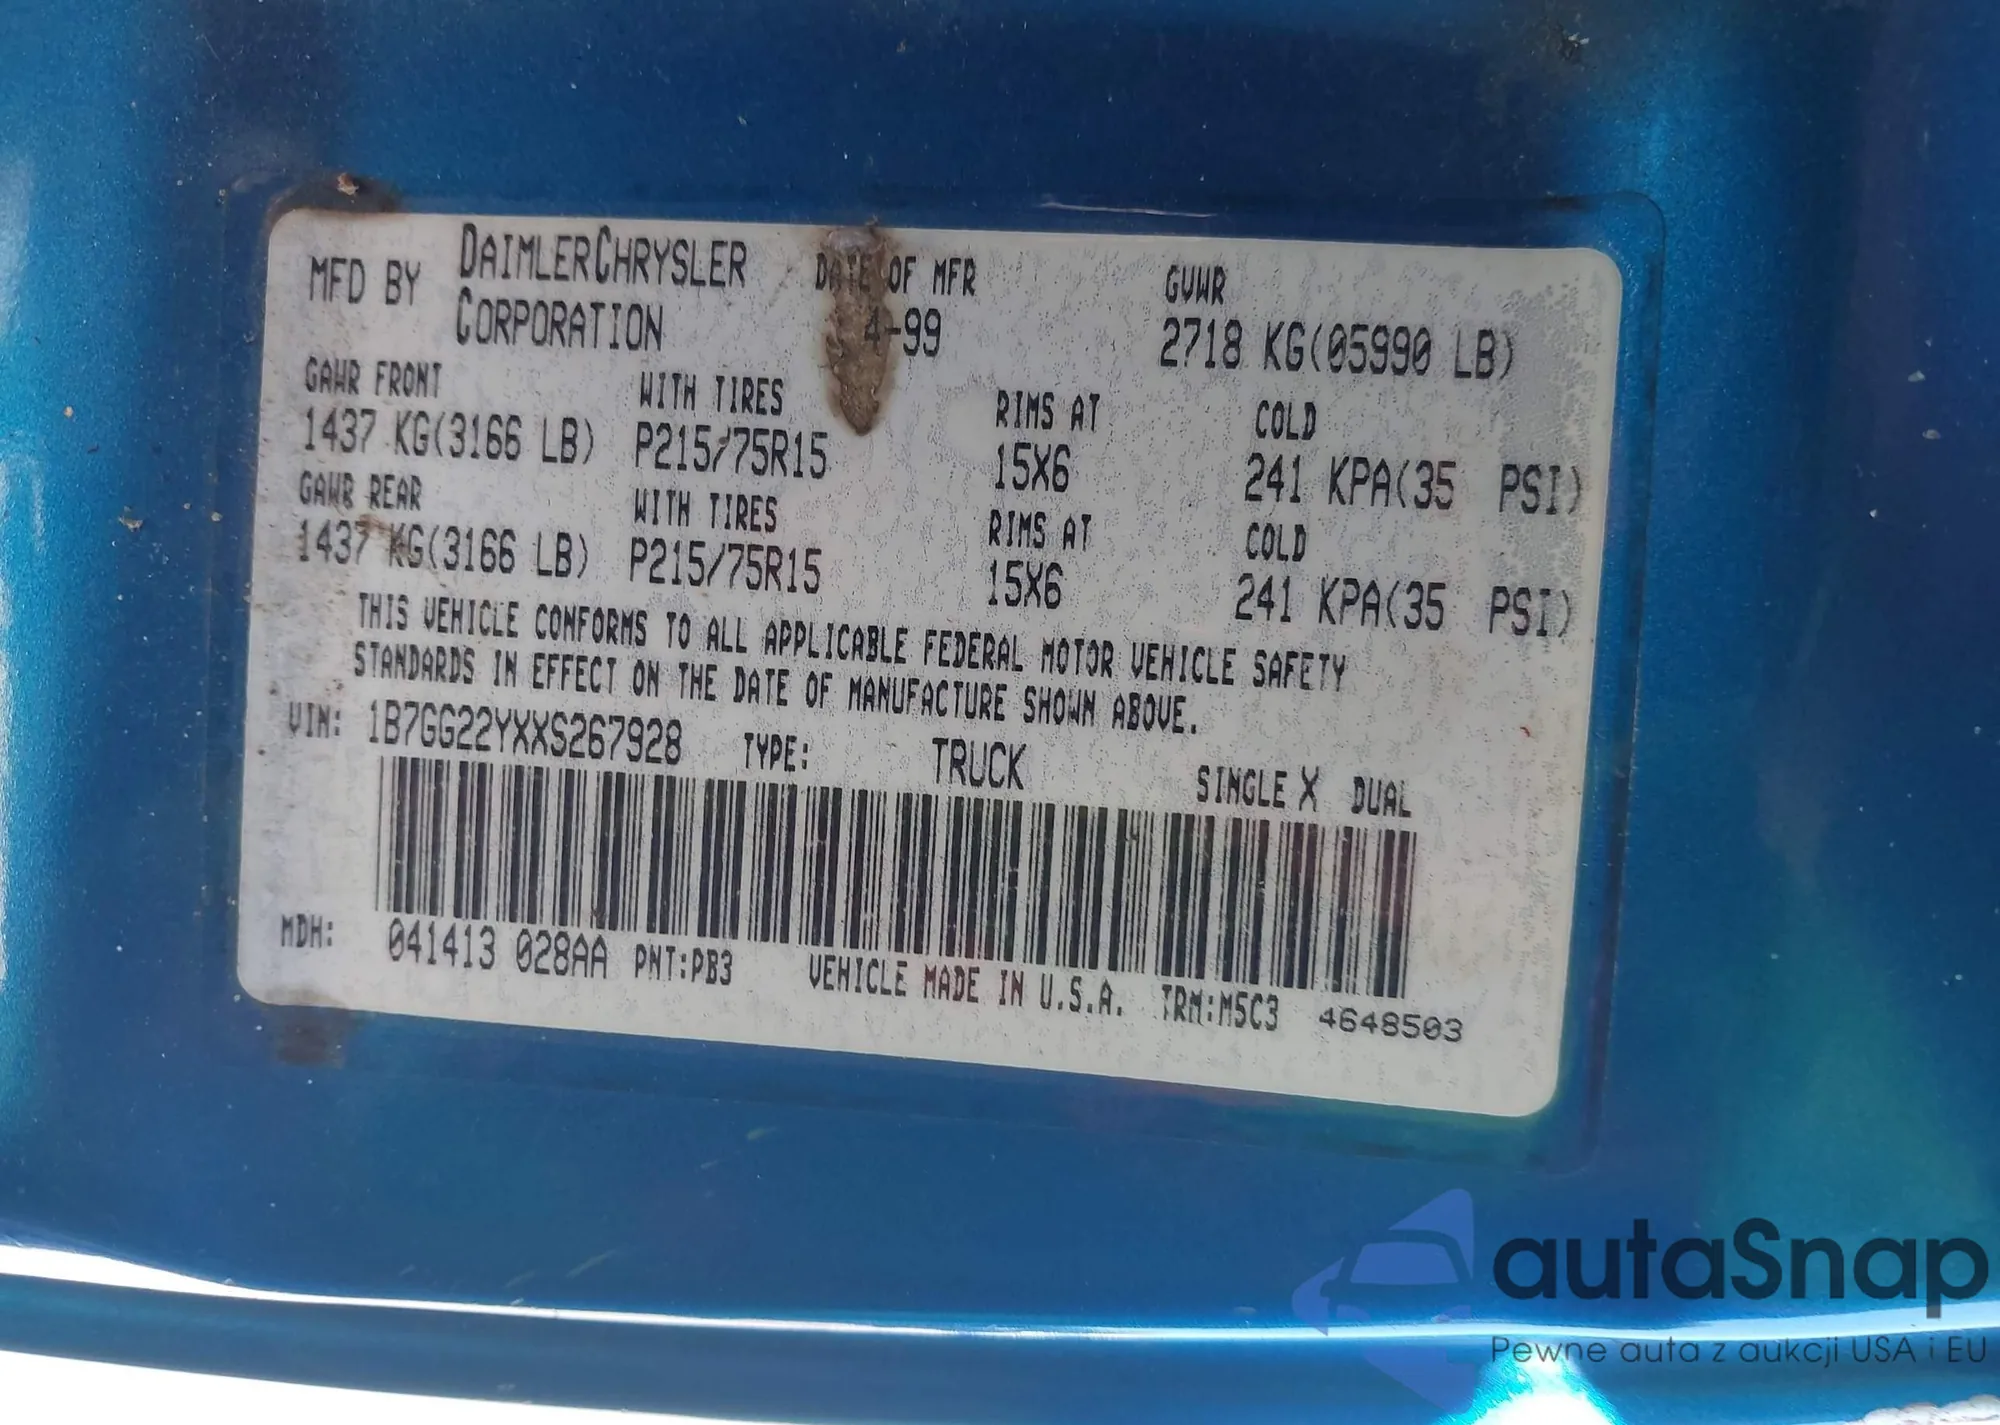 MFD BY DAIMLERCHRYSLER CORPORATION DATE OF MFR 4-99 GVWR 2718 KG(05990 LB)
GAWR FRONT WITH TIRES RIMS AT COLD
1437 KG(3166 LB) P215/75R15 15X6 241 KPA(35 PSI)
GAWR REAR WITH TIRES RIMS AT COLD
1437 KG(3166 LB) P215/75R15 15X6 241 KPA(35 PSI)
THIS VEHICLE CONFORMS TO ALL APPLICABLE FEDERAL MOTOR VEHICLE SAFETY
STANDARDS IN EFFECT ON THE DATE OF MANUFACTURE SHOWN ABOVE.
VIN: 1B7GG22YXXS267928 TYPE: TRUCK SINGLE X DUAL
MDH: 041413 028AA PNT:PB3 VEHICLE MADE IN U.S.A. TRM:M5C3 4648503
autaSnap
Pewne auta z aukcji USA i EU